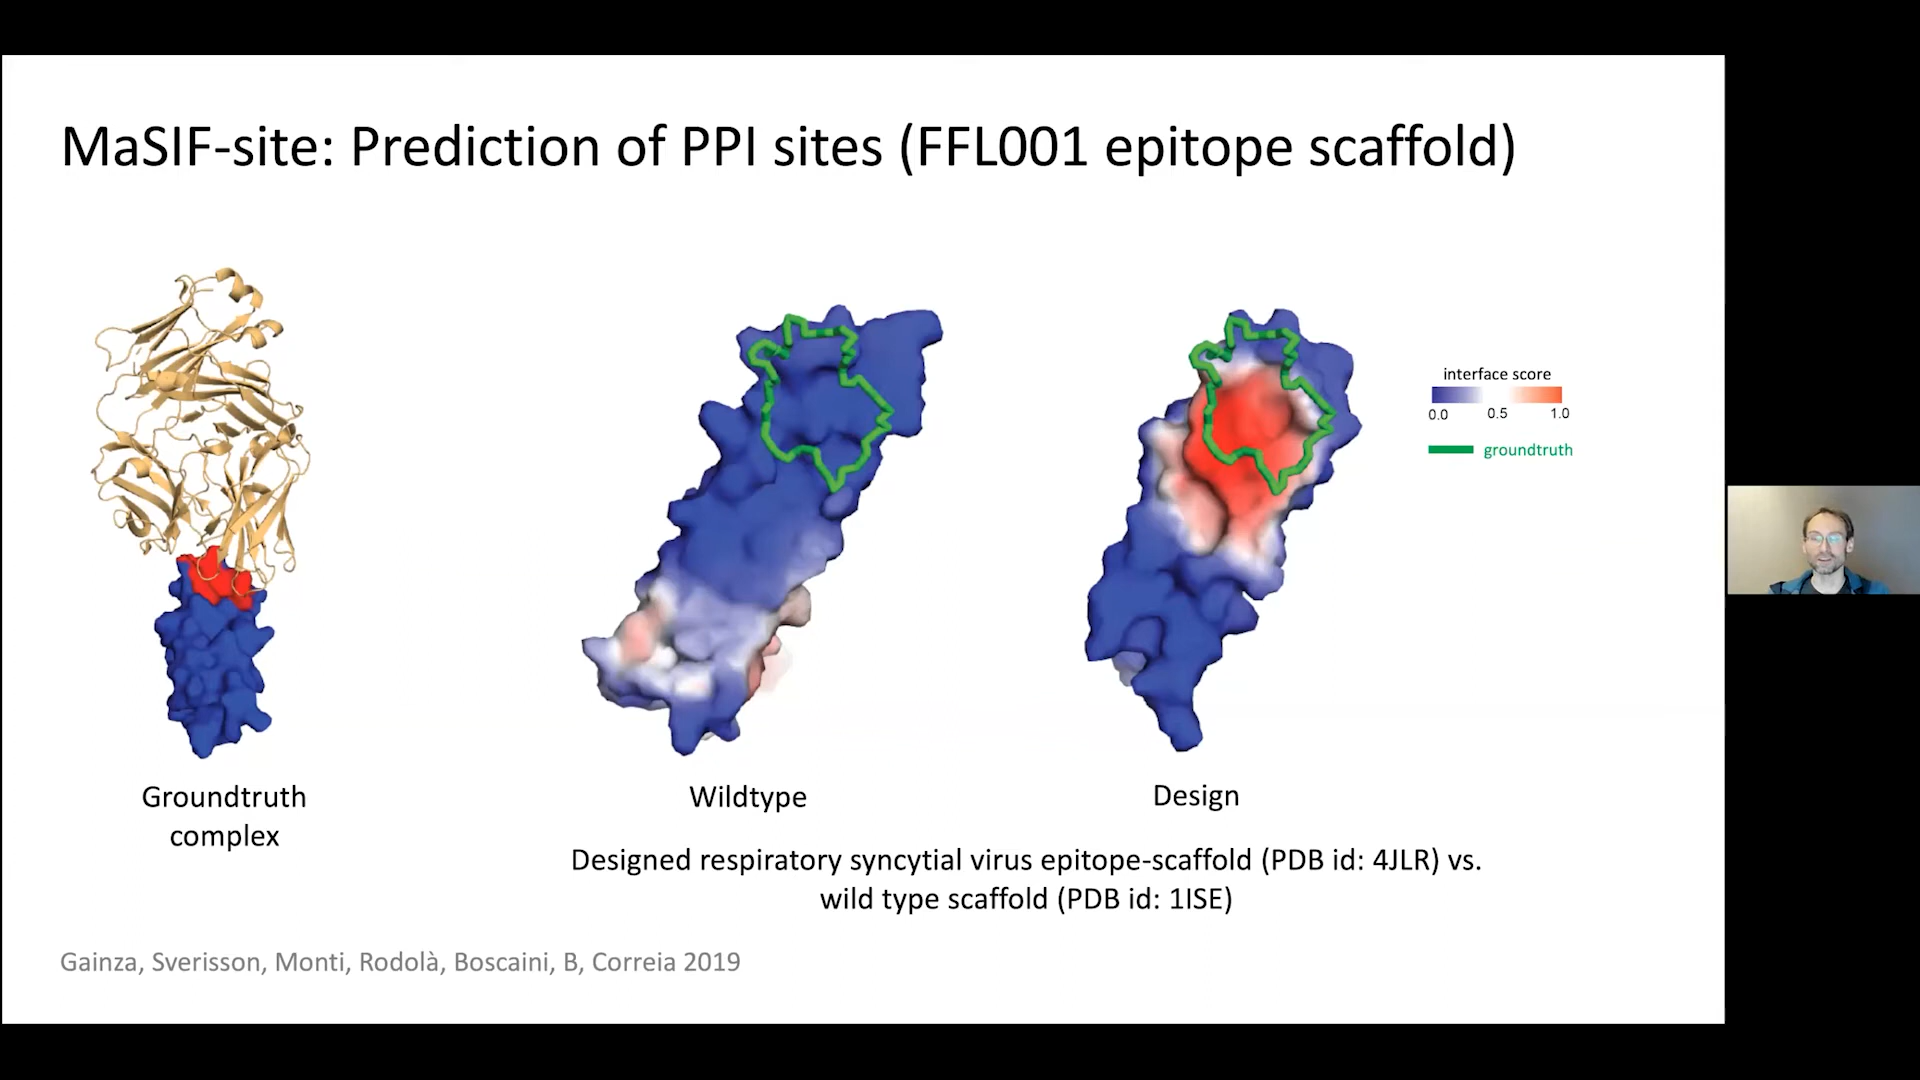 MaSIF-site: Prediction of PPI sites (FFL001 epitope scaffold)
interface score
0.0 0.5 1.0
groundtruth
Groundtruth
complex
Wildtype
Design
Designed respiratory syncytial virus epitope-scaffold (PDB id: 4JLR) vs.
wild type scaffold (PDB id: 1ISE)
Gainza, Sverisson, Monti, Rodolà, Boscaini, B, Correia 2019